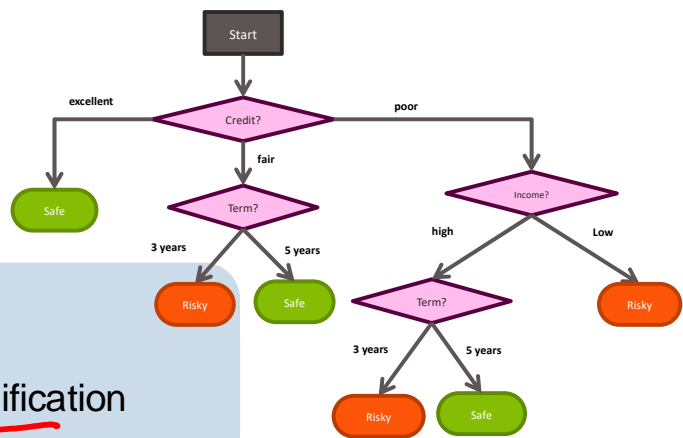 Start
excellent
poor
Credit?
fair
Income?
Safe
Term?
high
Low
3 years
5 years
Risky
Safe
Term?
Risky
3 years
5 years
Risky
Safe
ification